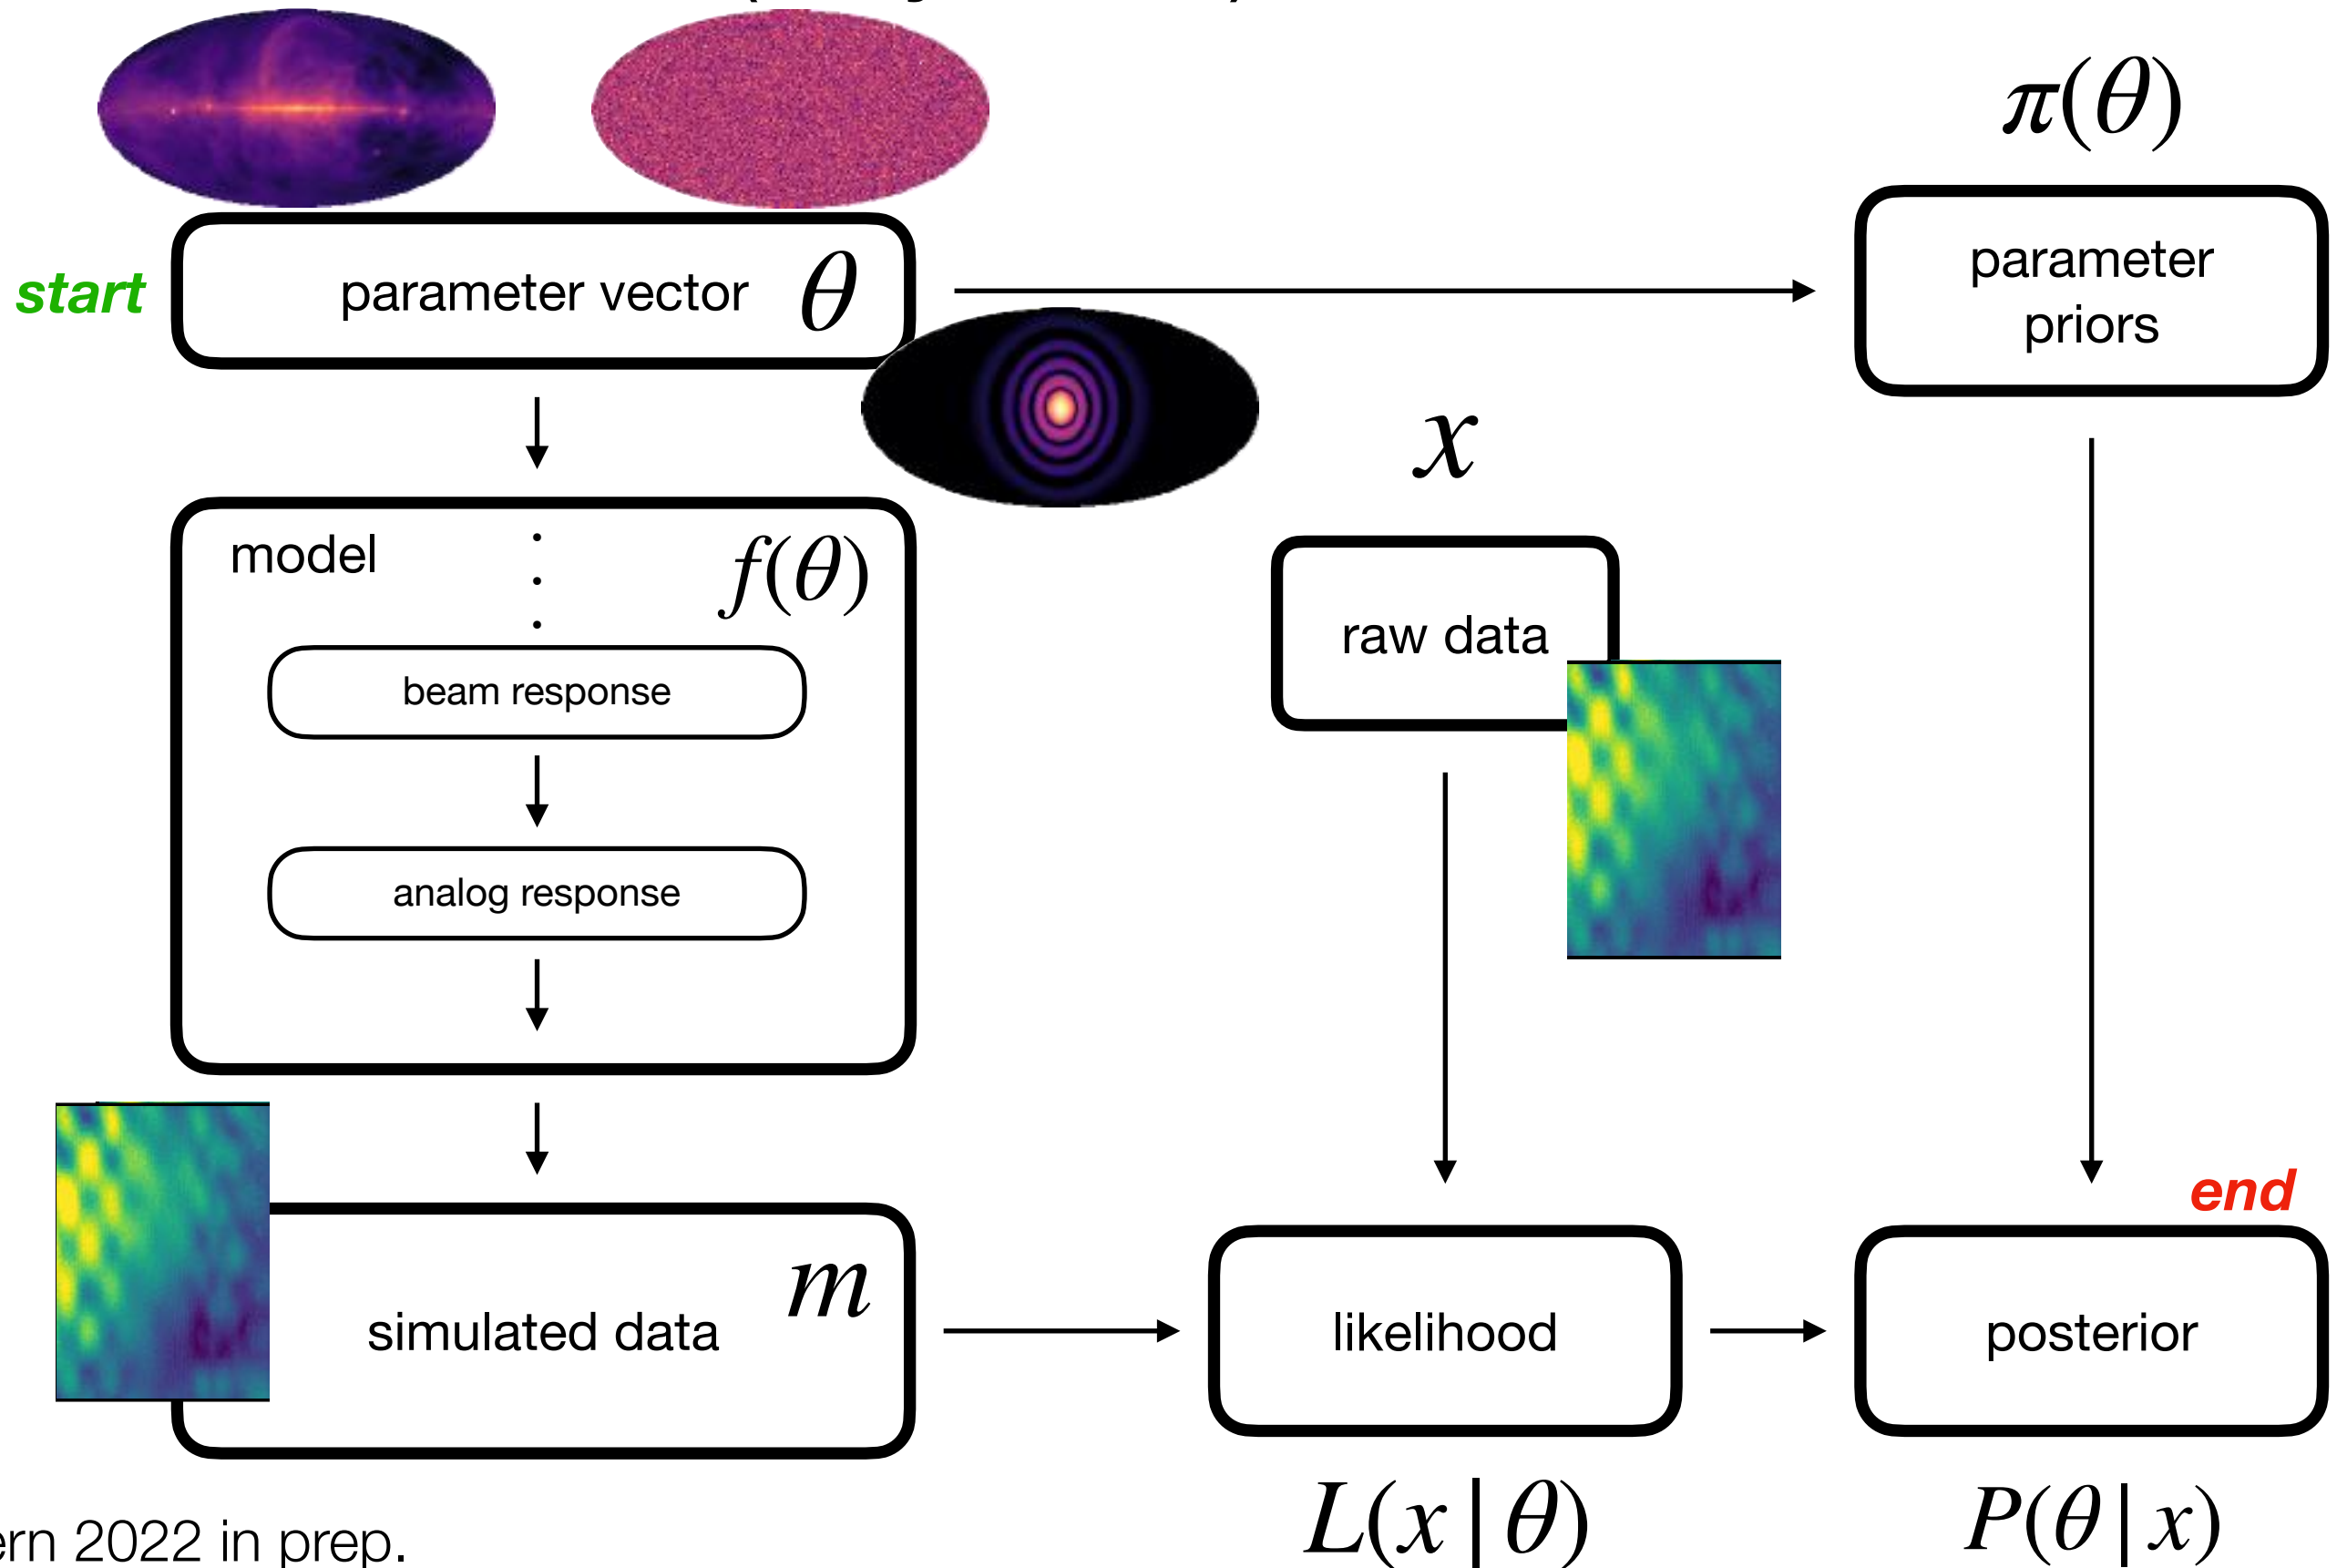 π(θ)
start
parameter vector θ
parameter
priors
x
model
f(θ)
raw data
beam response
analog response
end
m
simulated data
likelihood
posterior
L(x|θ)
P(θ|x)
2022 in prep.